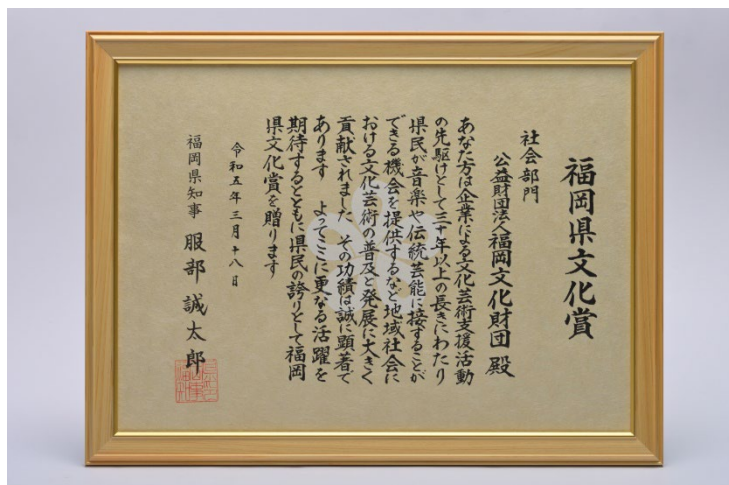 福岡県文化賞
社会部門
公益財団法人福岡文化財団 殿
あなた方は企業による文化芸術支援活動
の先駆けとして三十年以上の長きにわたり
県民が音楽や伝統芸能に接することが
できる機会を提供するなど地域社会に
おける文化芸術の普及と発展に大きく
貢献されました その功績は誠に顕著で
あります よってここに更なる活躍を
期待するとともに県民の誇りとして福岡
県文化賞を贈ります
令和五年三月十八日
福岡県知事 服部誠太郎